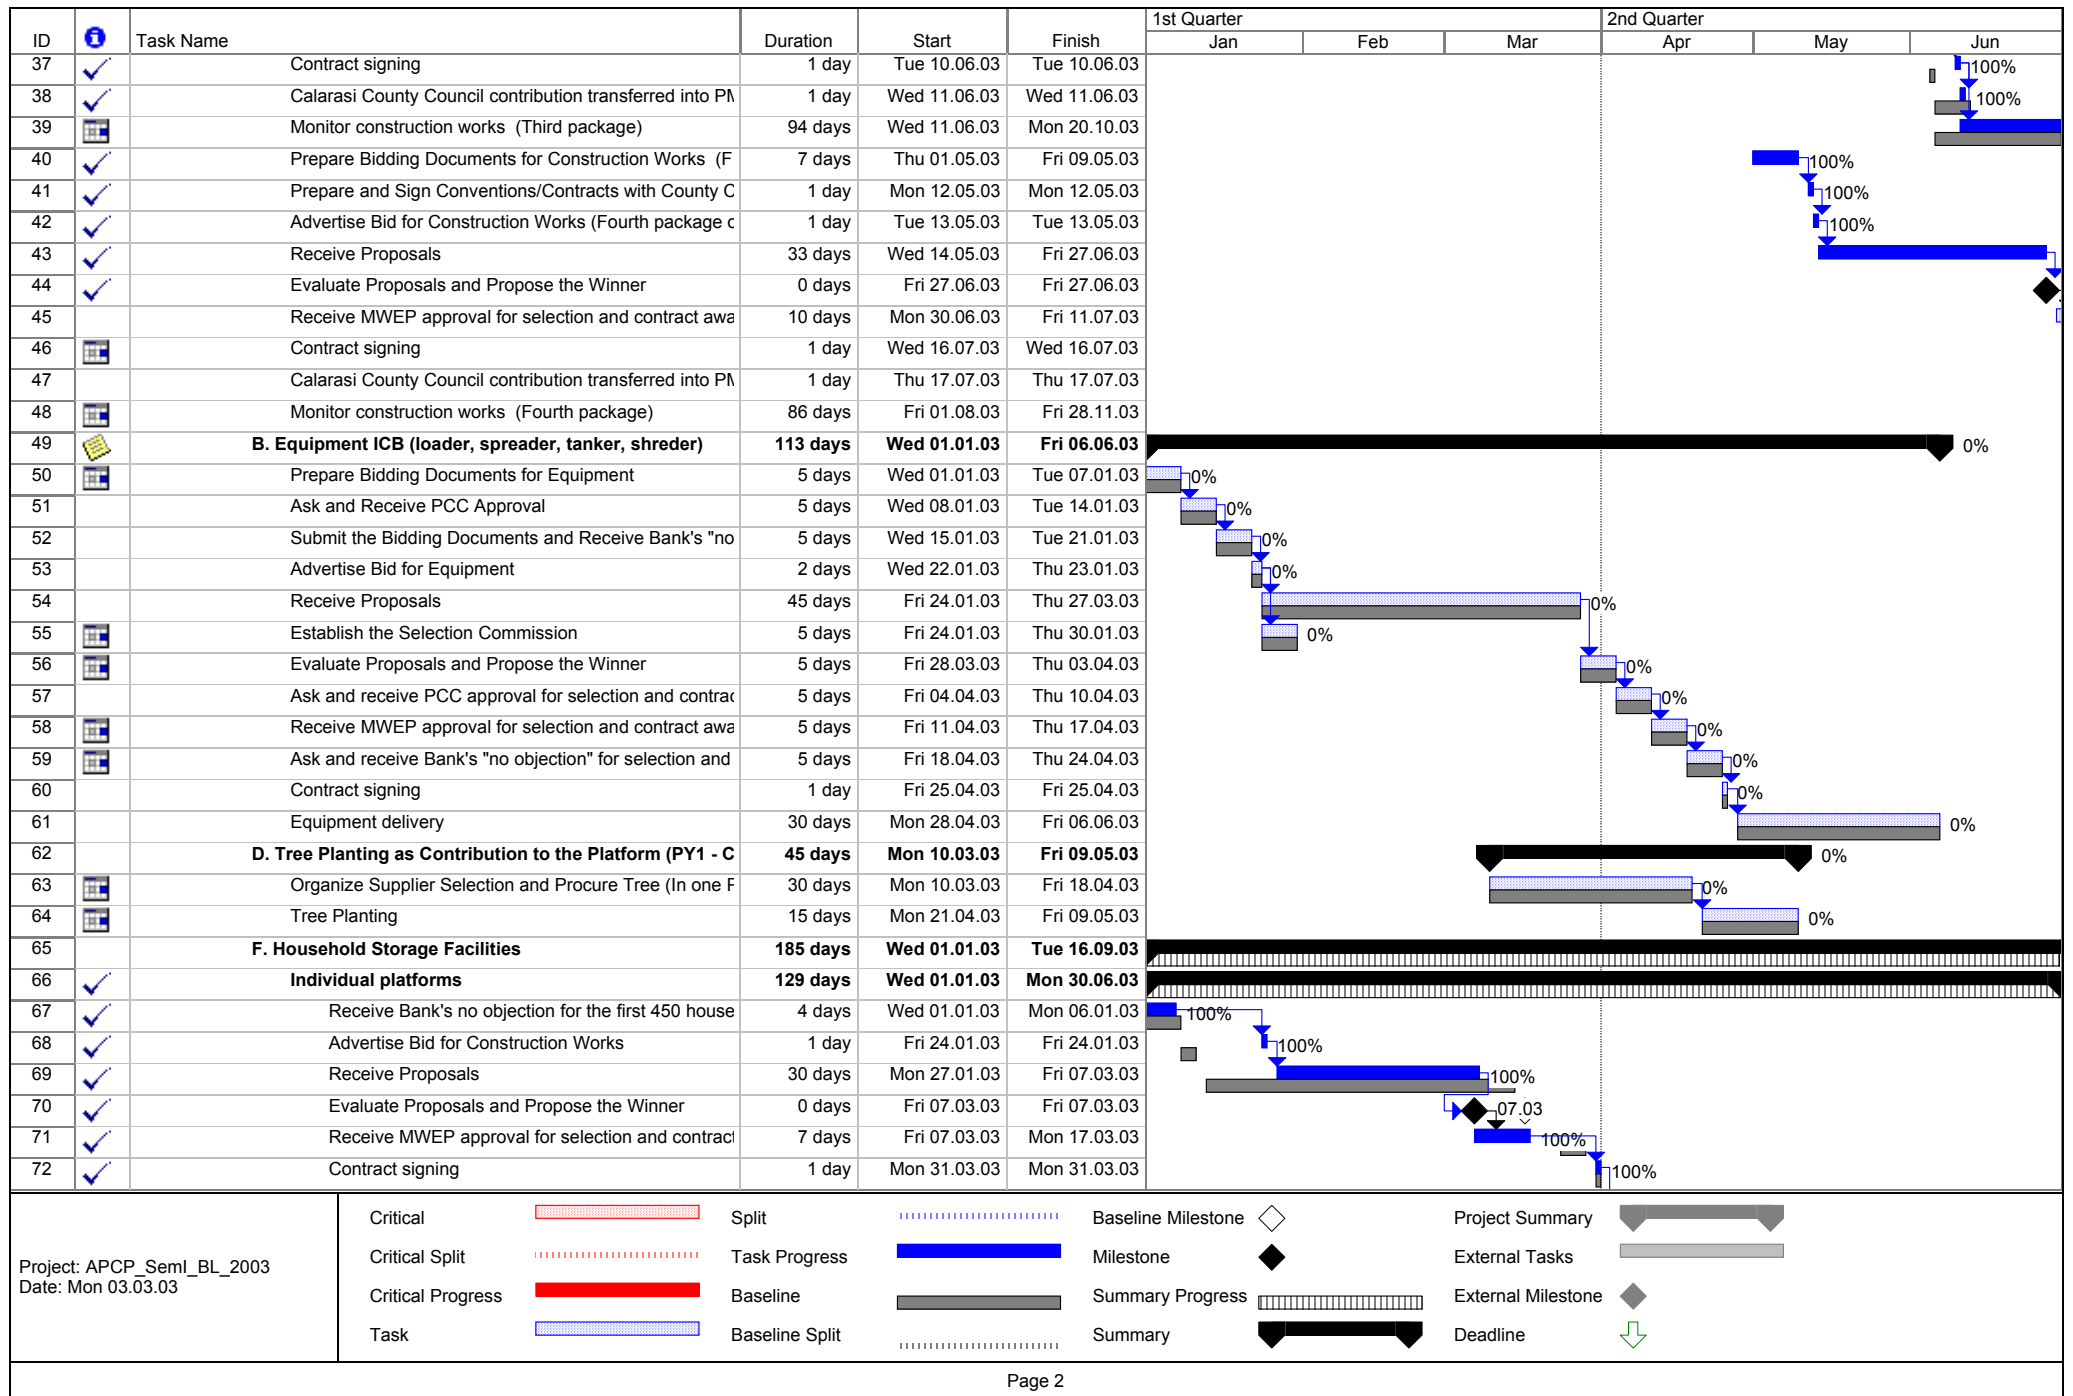 1st Quarter 2nd Quarter
ID Task Name Duration Start Finish Jan Feb Mar Apr May Jun
37 Contract signing 1 day Tue 10.06.03 Tue 10.06.03 100%
38 Calarasi County Council contribution transferred into PM 1 day Wed 11.06.03 Wed 11.06.03 100%
39 Monitor construction works (Third package) 94 days Wed 11.06.03 Mon 20.10.03
40 Prepare Bidding Documents for Construction Works (F 7 days Thu 01.05.03 Fri 09.05.03 100%
41 Prepare and Sign Conventions/Contracts with County C 1 day Mon 12.05.03 Mon 12.05.03 100%
42 Advertise Bid for Construction Works (Fourth package o 1 day Tue 13.05.03 Tue 13.05.03 100%
43 Receive Proposals 33 days Wed 14.05.03 Fri 27.06.03
44 Evaluate Proposals and Propose the Winner 0 days Fri 27.06.03 Fri 27.06.03
45 Receive MWEP approval for selection and contract awa 10 days Mon 30.06.03 Fri 11.07.03
46 Contract signing 1 day Wed 16.07.03 Wed 16.07.03
47 Calarasi County Council contribution transferred into PM 1 day Thu 17.07.03 Thu 17.07.03
48 Monitor construction works (Fourth package) 86 days Fri 01.08.03 Fri 28.11.03
49 B. Equipment ICB (loader, spreader, tanker, shreder) 113 days Wed 01.01.03 Fri 06.06.03 0%
50 Prepare Bidding Documents for Equipment 5 days Wed 01.01.03 Tue 07.01.03 0%
51 Ask and Receive PCC Approval 5 days Wed 08.01.03 Tue 14.01.03 0%
52 Submit the Bidding Documents and Receive Bank's "no 5 days Wed 15.01.03 Tue 21.01.03 0%
53 Advertise Bid for Equipment 2 days Wed 22.01.03 Thu 23.01.03 0%
54 Receive Proposals 45 days Fri 24.01.03 Thu 27.03.03 0%
55 Establish the Selection Commission 5 days Fri 24.01.03 Thu 30.01.03 0%
56 Evaluate Proposals and Propose the Winner 5 days Fri 28.03.03 Thu 03.04.03 0%
57 Ask and receive PCC approval for selection and contrac 5 days Fri 04.04.03 Thu 10.04.03 0%
58 Receive MWEP approval for selection and contract awa 5 days Fri 11.04.03 Thu 17.04.03 0%
59 Ask and receive Bank's "no objection" for selection and 5 days Fri 18.04.03 Thu 24.04.03 0%
60 Contract signing 1 day Fri 25.04.03 Fri 25.04.03 0%
61 Equipment delivery 30 days Mon 28.04.03 Fri 06.06.03 0%
62 D. Tree Planting as Contribution to the Platform (PY1 - C 45 days Mon 10.03.03 Fri 09.05.03 0%
63 Organize Supplier Selection and Procure Tree (In one F 30 days Mon 10.03.03 Fri 18.04.03 0%
64 Tree Planting 15 days Mon 21.04.03 Fri 09.05.03 0%
65 F. Household Storage Facilities 185 days Wed 01.01.03 Tue 16.09.03
66 Individual platforms 129 days Wed 01.01.03 Mon 30.06.03
67 Receive Bank's no objection for the first 450 house 4 days Wed 01.01.03 Mon 06.01.03 100%
68 Advertise Bid for Construction Works 1 day Fri 24.01.03 Fri 24.01.03 100%
69 Receive Proposals 30 days Mon 27.01.03 Fri 07.03.03 100%
70 Evaluate Proposals and Propose the Winner 0 days Fri 07.03.03 Fri 07.03.03 07.03
71 Receive MWEP approval for selection and contract 7 days Fri 07.03.03 Mon 17.03.03 100%
72 Contract signing 1 day Mon 31.03.03 Mon 31.03.03 100%
Critical Split Baseline Milestone Project Summary
Critical Split Task Progress Milestone External Tasks
Project: APCP_SemI_BL_2003
Date: Mon 03.03.03
Critical Progress Baseline Summary Progress External Milestone
Task Baseline Split Summary Deadline
Page 2